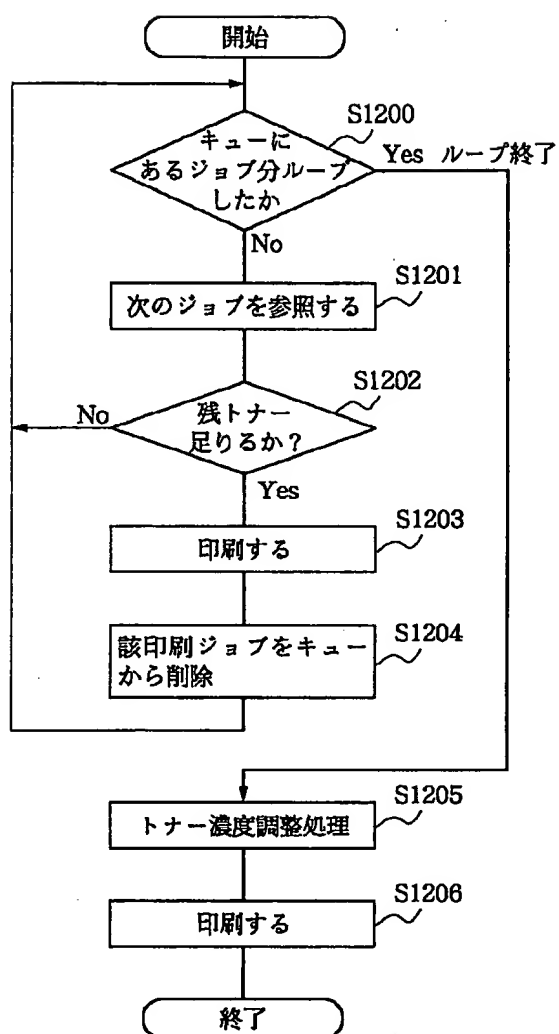 開始
S1200
キューに
あるジョブ分ループ
したか
Yes ループ終了
No
S1201
次のジョブを参照する
S1202
No
残トナー
足りるか？
Yes
S1203
印刷する
S1204
該印刷ジョブをキュー
から削除
S1205
トナー濃度調整処理
S1206
印刷する
終了